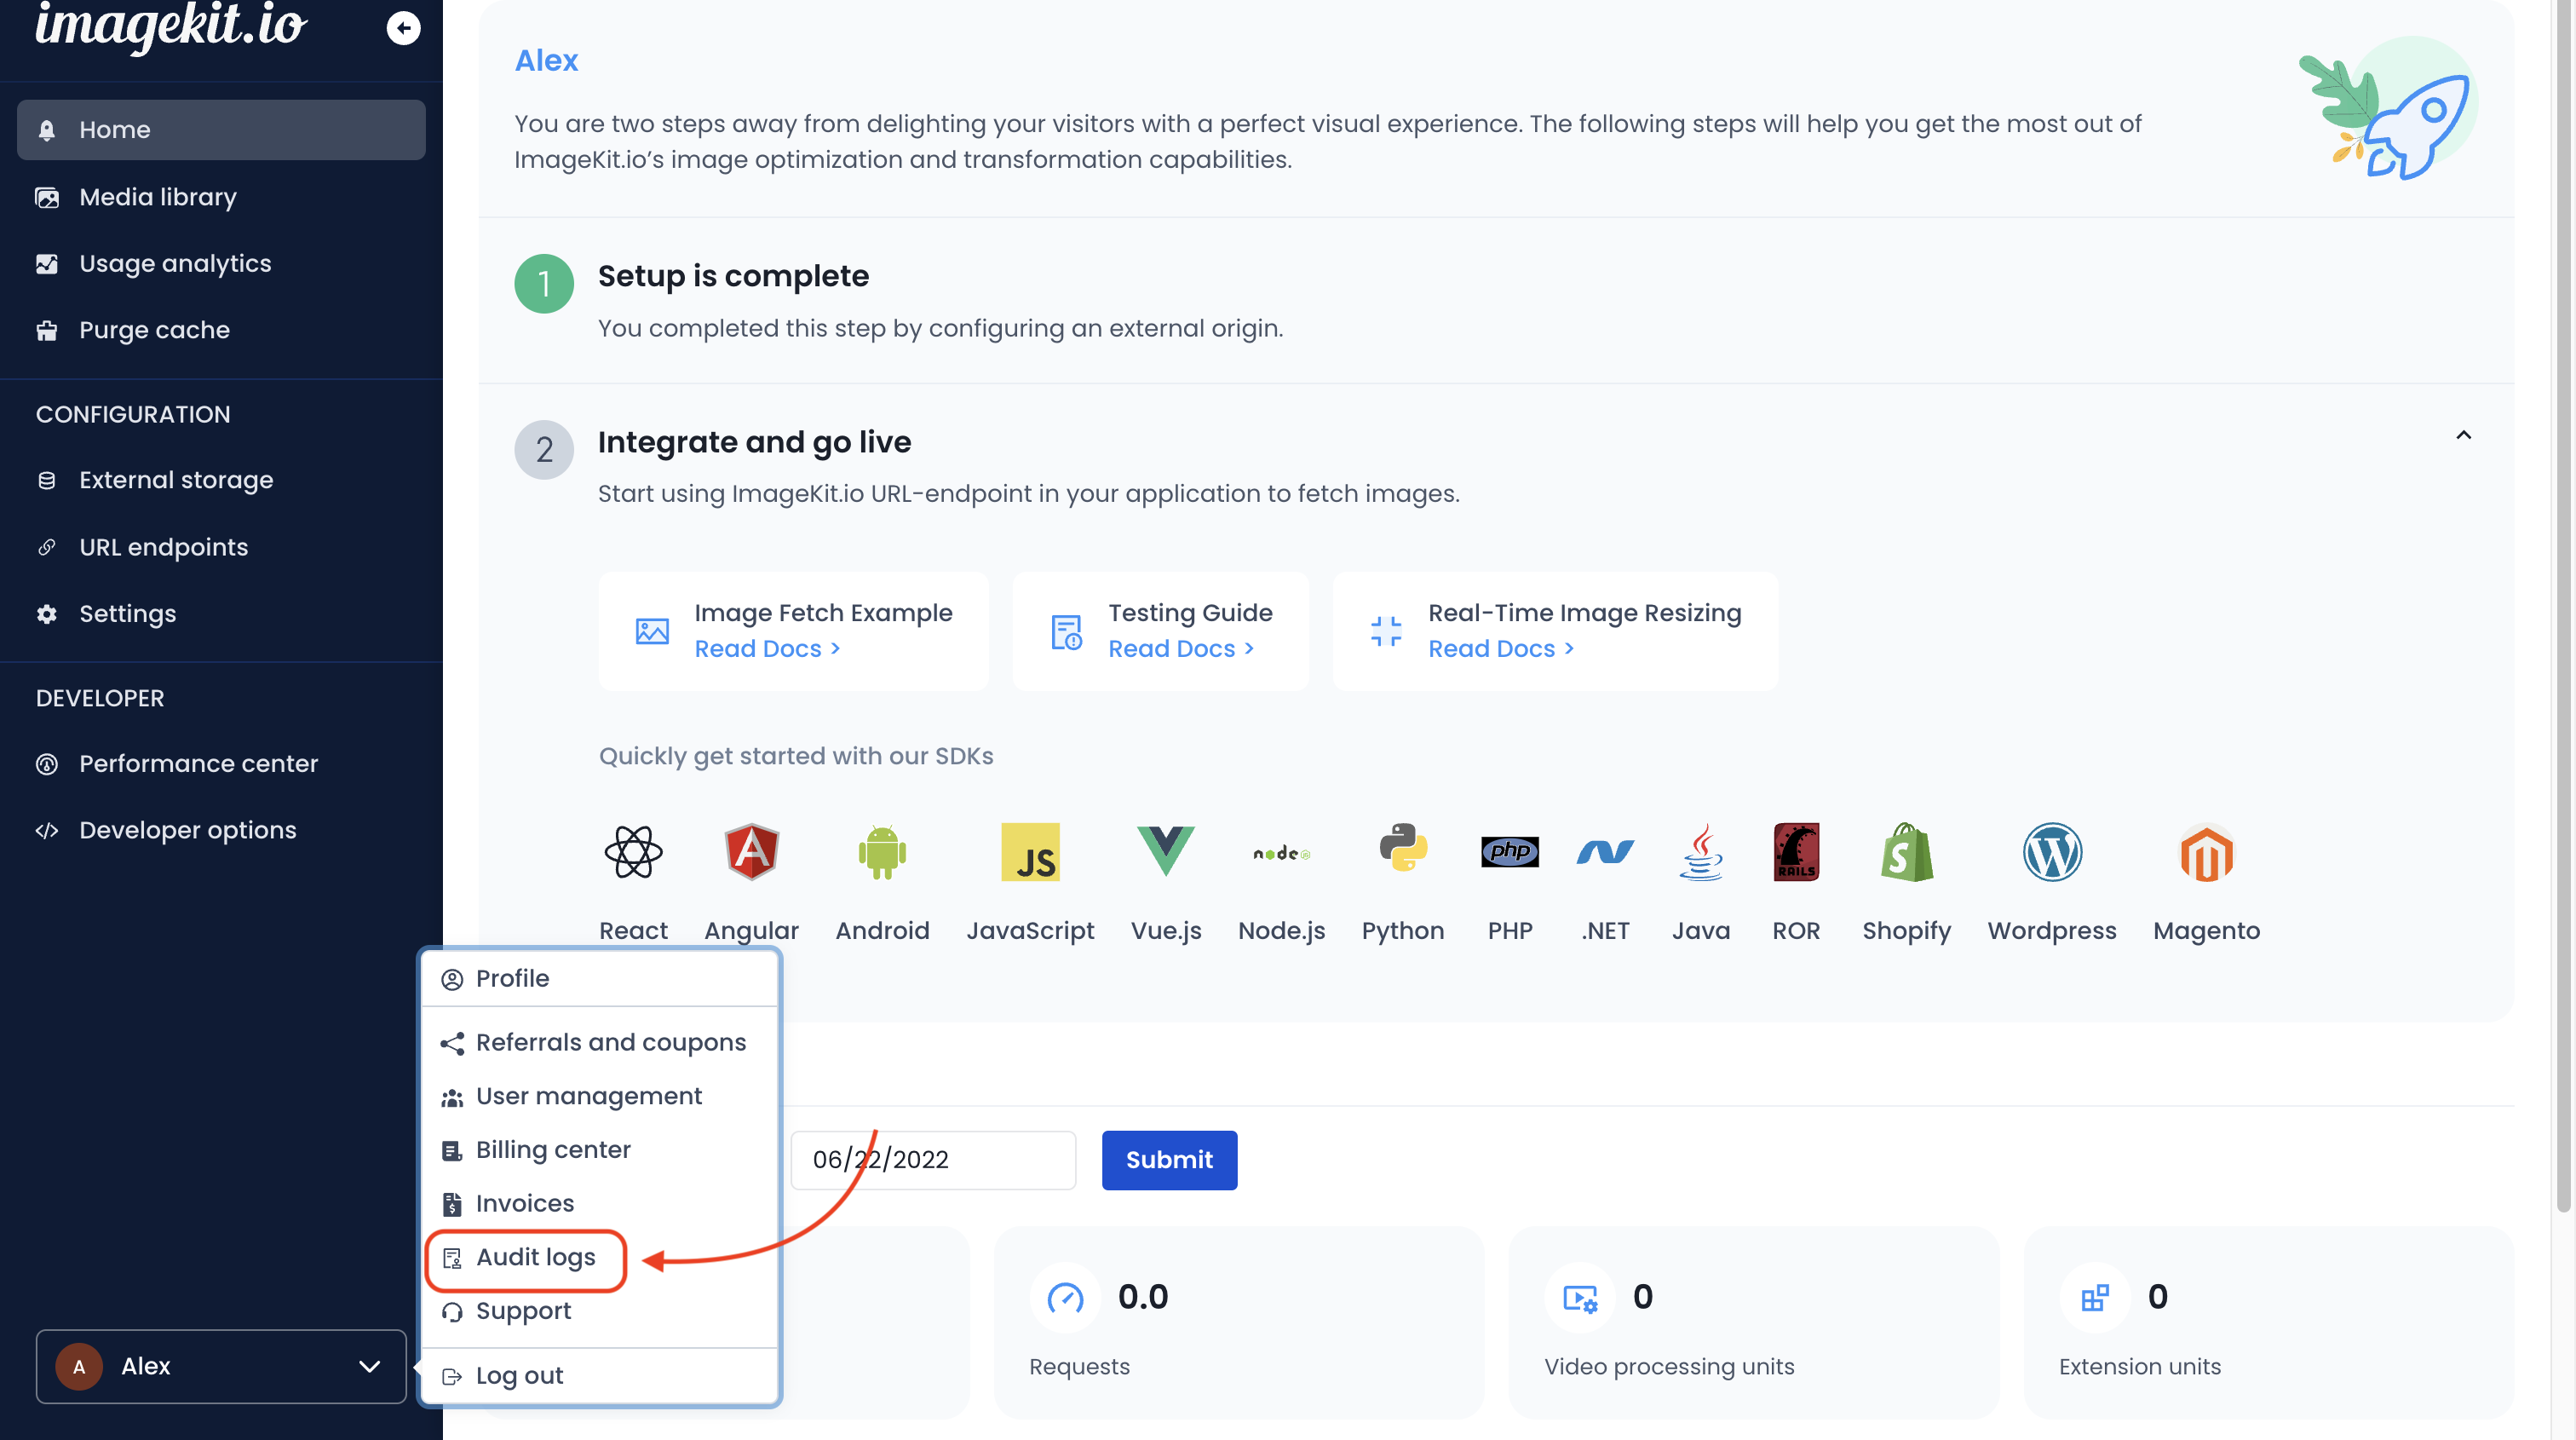 imagekit.io
Home
Media library
Usage analytics
Purge cache
CONFIGURATION
External storage
URL endpoints
Settings
DEVELOPER
Performance center
Developer options
A
Alex
Alex
You are two steps away from delighting your visitors with a perfect visual experience. The following steps will help you get the most out of
ImageKit.io’s image optimization and transformation capabilities.
1
Setup is complete
You completed this step by configuring an external origin.
2
Integrate and go live
Start using ImageKit.io URL-endpoint in your application to fetch images.
Image Fetch Example
Read Docs >
Testing Guide
Read Docs >
Real-Time Image Resizing
Read Docs >
Quickly get started with our SDKs
JS
node
php
RAILS
React
Angular
Android
JavaScript
Vue.js
Node.js
Python
PHP
.NET
Java
ROR
Shopify
Wordpress
Magento
Profile
Referrals and coupons
User management
Billing center
Invoices
Audit logs
Support
Log out
06/22/2022
Submit
0.0
Requests
0
Video processing units
0
Extension units